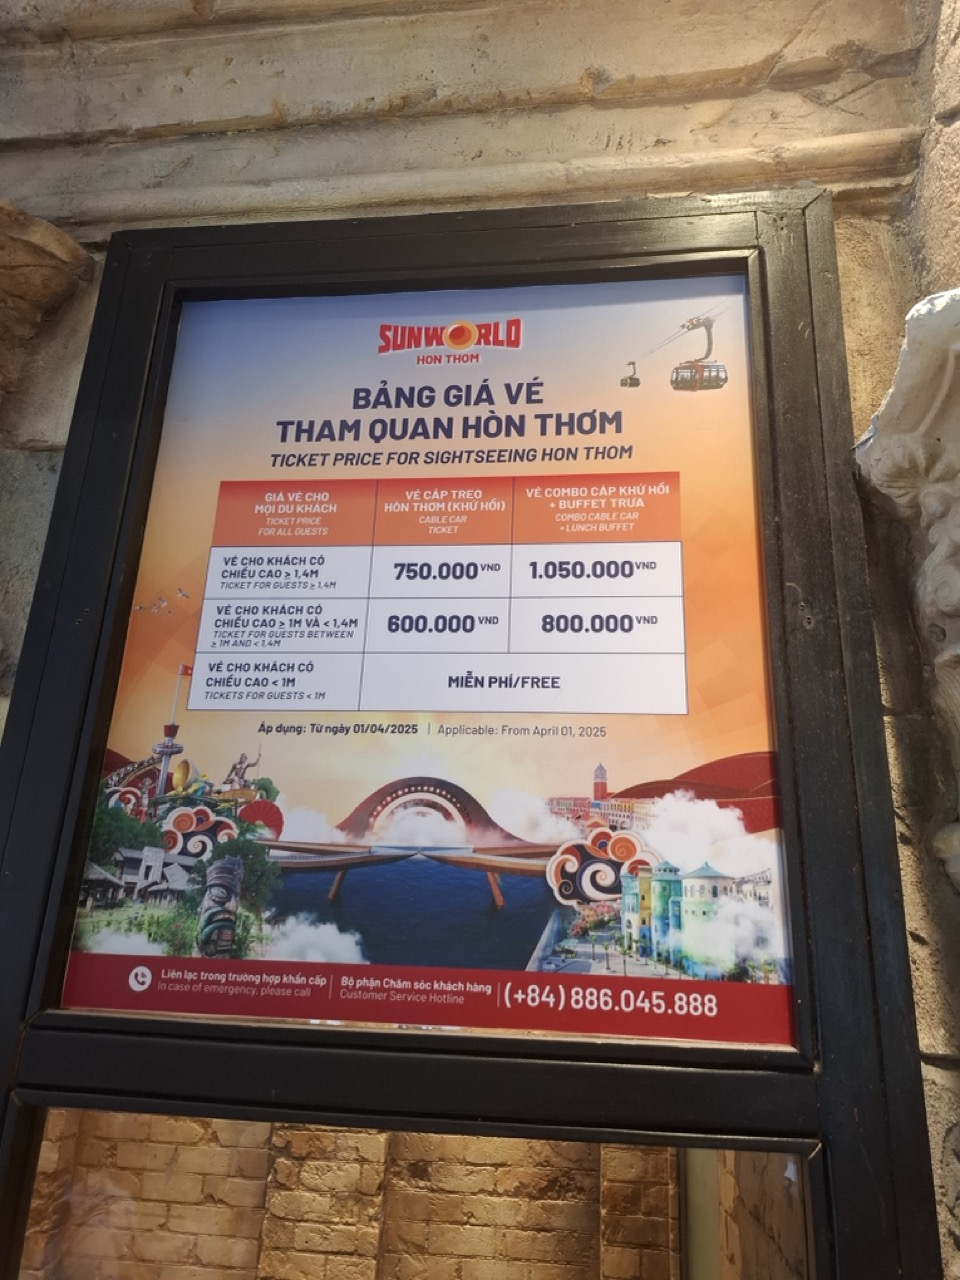 SUNWORLD
HON THOM
BẢNG GIÁ VÉ
THAM QUAN HÒN THƠM
TICKET PRICE FOR SIGHTSEEING HON THOM
GIÁ VÉ CHO
MỌI DU KHÁCH
TICKET PRICE
FOR ALL GUESTS
VÉ CÁP TREO
HÒN THƠM (KHỨ HỒI)
CABLE CAR
TICKET
VÉ COMBO CÁP KHỨ HỒI
+ BUFFET TRƯA
COMBO CABLE CAR
+ LUNCH BUFFET
VÉ CHO KHÁCH CÓ
CHIỀU CAO ≥ 1,4M
TICKET FOR GUESTS ≥ 1,4M
750.000 VND
1.050.000 VND
VÉ CHO KHÁCH CÓ
CHIỀU CAO ≥ 1M VÀ < 1,4M
TICKET FOR GUESTS BETWEEN
≥ 1M AND < 1,4M
600.000 VND
800.000 VND
VÉ CHO KHÁCH CÓ
CHIỀU CAO < 1M
TICKETS FOR GUEST < 1M
MIỄN PHÍ/FREE
Áp dụng: Từ ngày 01/04/2025 | Applicable: From April 01, 2025
Liên lạc trong trường hợp khẩn cấp
In case of emergency, please call
Bộ phận Chăm sóc khách hàng
Customer Service Hotline
(+84) 886.045.888